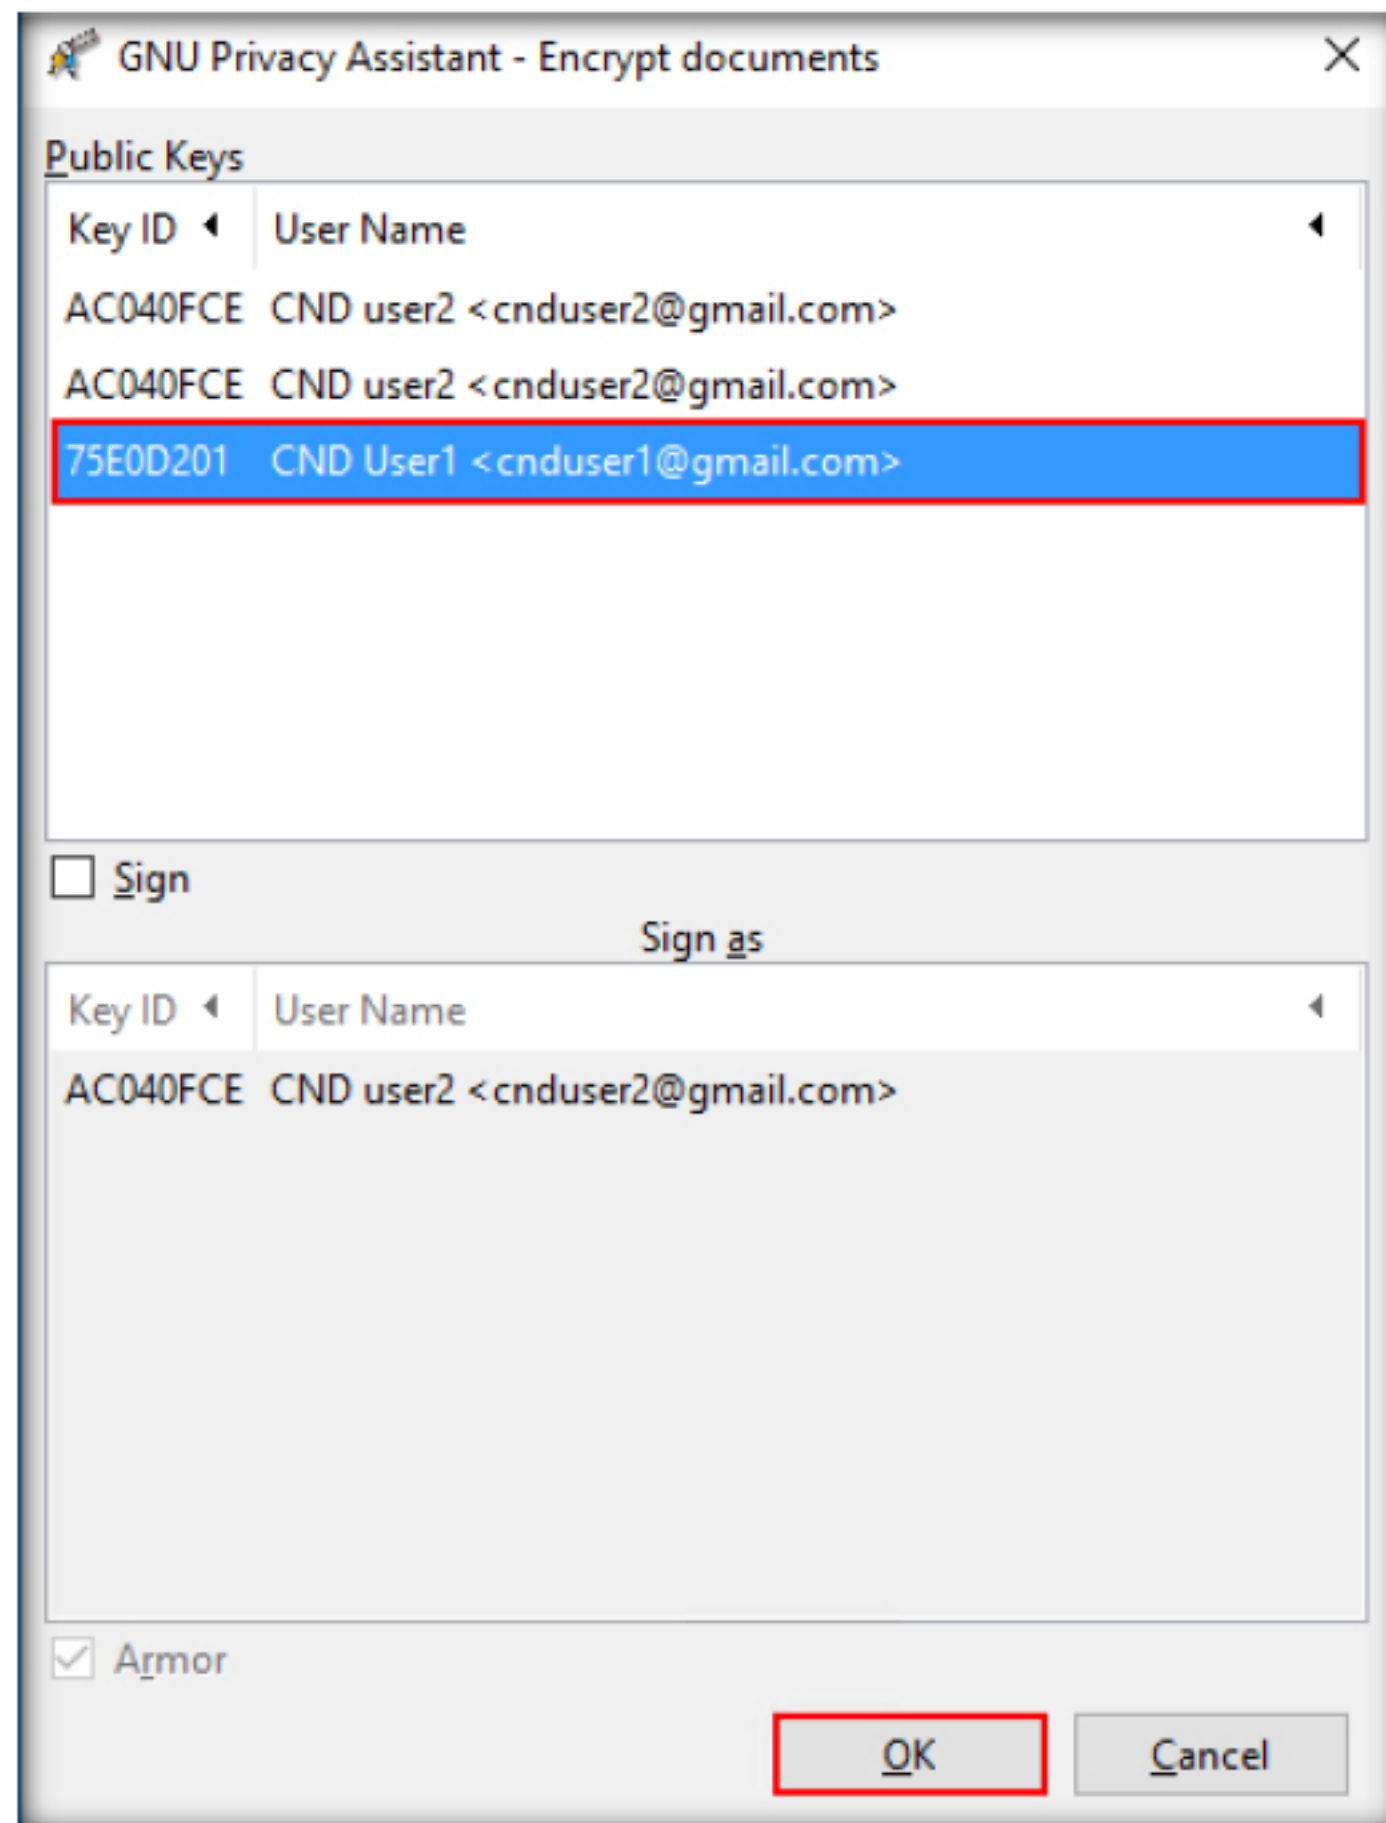 GNU Privacy Assistant - Encrypt documents
Public Keys
Key ID User Name
AC040FCE CND user2 <cnduser2@gmail.com>
AC040FCE CND user2 <cnduser2@gmail.com>
75E0D201 CND User1 <cnduser1@gmail.com>
Sign
Sign as
Key ID User Name
AC040FCE CND user2 <cnduser2@gmail.com>
Armor
OK Cancel